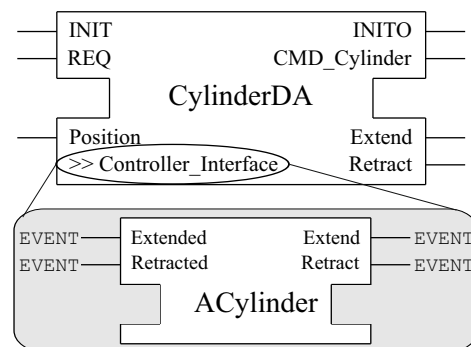 INIT INITO
REQ CMD_Cylinder
CylinderDA
Position Extend
>> Controller_Interface Retract
EVENT Extended Extend EVENT
EVENT Retracted Retract EVENT
ACylinder